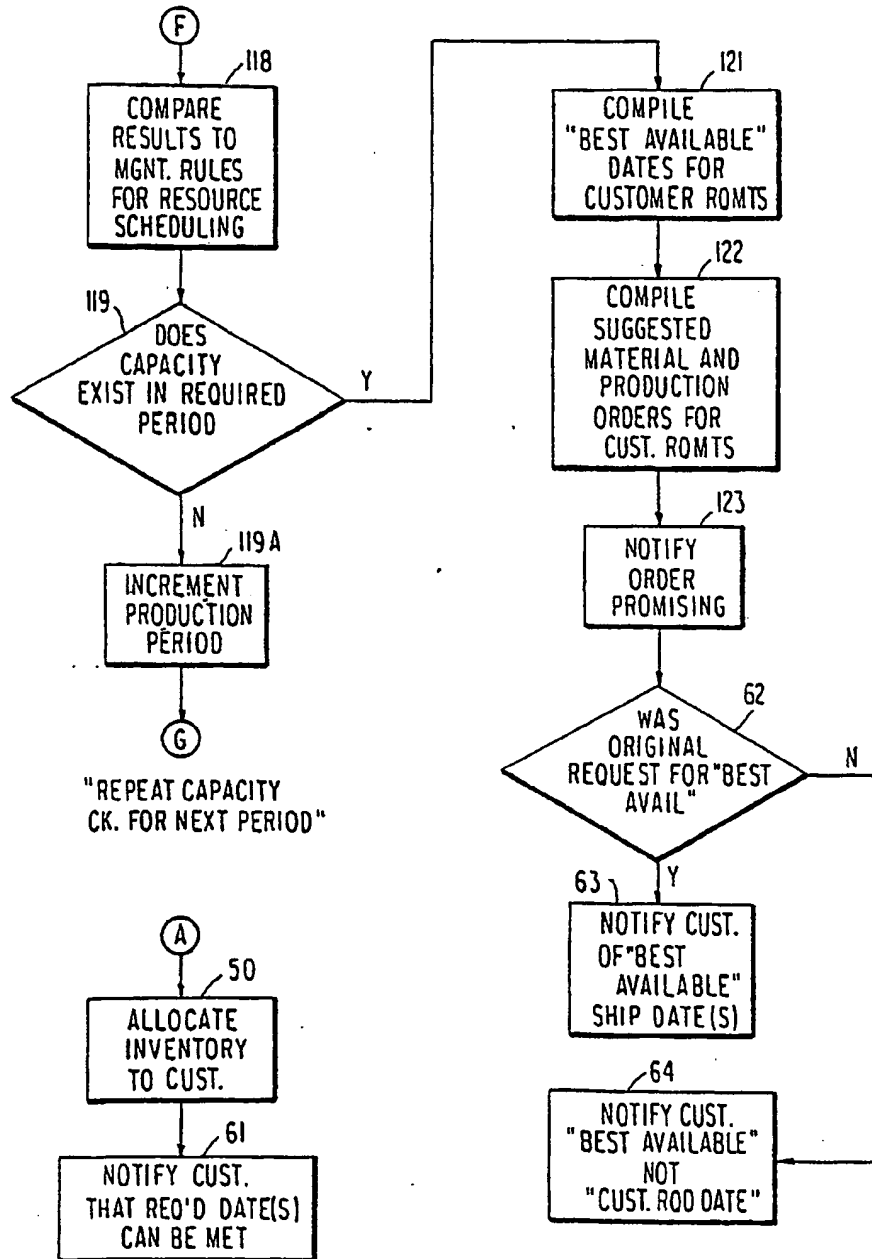 F
118
COMPARE
RESULTS TO
MGNT. RULES
FOR RESOURCE
SCHEDULING
119
DOES
CAPACITY
EXIST IN REQUIRED
PERIOD
Y
N
119A
INCREMENT
PRODUCTION
PERIOD
G
"REPEAT CAPACITY
CK. FOR NEXT PERIOD"
A
50
ALLOCATE
INVENTORY
TO CUST.
61
NOTIFY CUST.
THAT REQ'D DATE(S)
CAN BE MET
121
COMPILE
"BEST AVAILABLE"
DATES FOR
CUSTOMER RQMTS
122
COMPILE
SUGGESTED
MATERIAL AND
PRODUCTION
ORDERS FOR
CUST. RQMTS
123
NOTIFY
ORDER
PROMISING
62
WAS
ORIGINAL
REQUEST FOR "BEST
AVAIL"
N
Y
63
NOTIFY CUST.
OF "BEST
AVAILABLE"
SHIP DATE(S)
64
NOTIFY CUST.
"BEST AVAILABLE"
NOT
"CUST. RQD DATE"